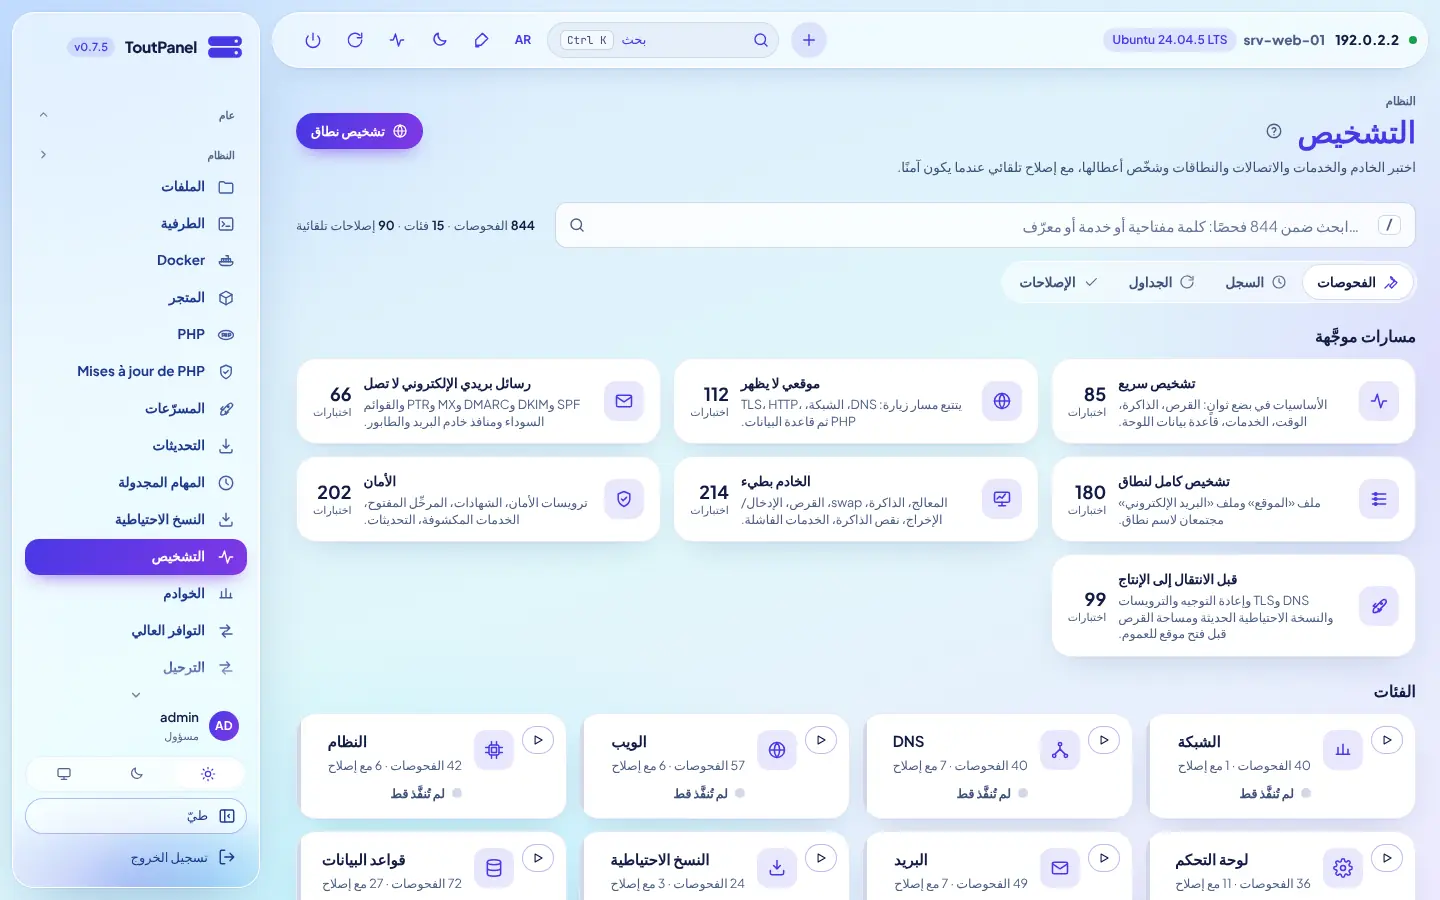 ToutPanel v0.7.5
عام
النظام
الملفات
الطرفية
Docker
المتجر
PHP
Mises à jour de PHP
المسرّعات
التحديثات
المهام المجدولة
النسخ الاحتياطية
التشخيص
الخوادم
التوافر العالي
الترحيل
AD admin
مسؤول
طيّ
تسجيل الخروج
192.0.2.2 srv-web-01 Ubuntu 24.04.5 LTS
بحث Ctrl K
AR
النظام
التشخيص
اختبر الخادم والخدمات والاتصالات والنطاقات وشخّص أعطالها، مع إصلاح تلقائي عندما يكون آمنًا.
تشخيص نطاق
/ ابحث ضمن 844 فحصًا: كلمة مفتاحية أو خدمة أو معرّف...
844 الفحوصات · 15 فئات · 90 إصلاحات تلقائية
الفحوصات السجل الجداول الإصلاحات
مسارات موجَّهة
تشخيص سريع
الأساسيات في بضع ثوانٍ: القرص، الذاكرة،
الوقت، الخدمات، قاعدة بيانات اللوحة.
85
اختبارات
موقعي لا يظهر
يتتبع مسار زيارة: DNS، الشبكة، TLS، HTTP،
PHP ثم قاعدة البيانات.
112
اختبارات
رسائل بريدي الإلكتروني لا تصل
SPF وDKIM وDMARC وMX وPTR والقوائم
السوداء ومنافذ خادم البريد والطابور.
66
اختبارات
تشخيص كامل لنطاق
ملف «الموقع» وملف «البريد الإلكتروني»
مجتمعان لاسم نطاق.
180
اختبارات
الخادم بطيء
المعالج، الذاكرة، swap، القرص، الإدخال/
الإخراج، نقص الذاكرة، الخدمات الفاشلة.
214
اختبارات
الأمان
ترويسات الأمان، الشهادات، المرحِّل المفتوح،
الخدمات المكشوفة، التحديثات.
202
اختبارات
قبل الانتقال إلى الإنتاج
DNS وTLS وإعادة التوجيه والترويسات
والنسخة الاحتياطية الحديثة ومساحة القرص
قبل فتح موقع للعموم.
99
اختبارات
الفئات
الشبكة
40 الفحوصات · 1 مع إصلاح
لم تُنفَّذ قط
DNS
40 الفحوصات · 7 مع إصلاح
لم تُنفَّذ قط
الويب
57 الفحوصات · 6 مع إصلاح
لم تُنفَّذ قط
النظام
42 الفحوصات · 6 مع إصلاح
لم تُنفَّذ قط
لوحة التحكم
36 الفحوصات · 11 مع إصلاح
البريد
49 الفحوصات · 7 مع إصلاح
النسخ الاحتياطية
24 الفحوصات · 3 مع إصلاح
قواعد البيانات
72 الفحوصات · 27 مع إصلاح